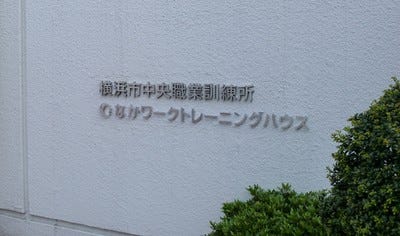 横浜市中央職業訓練所
なかワークトレーニングハウス